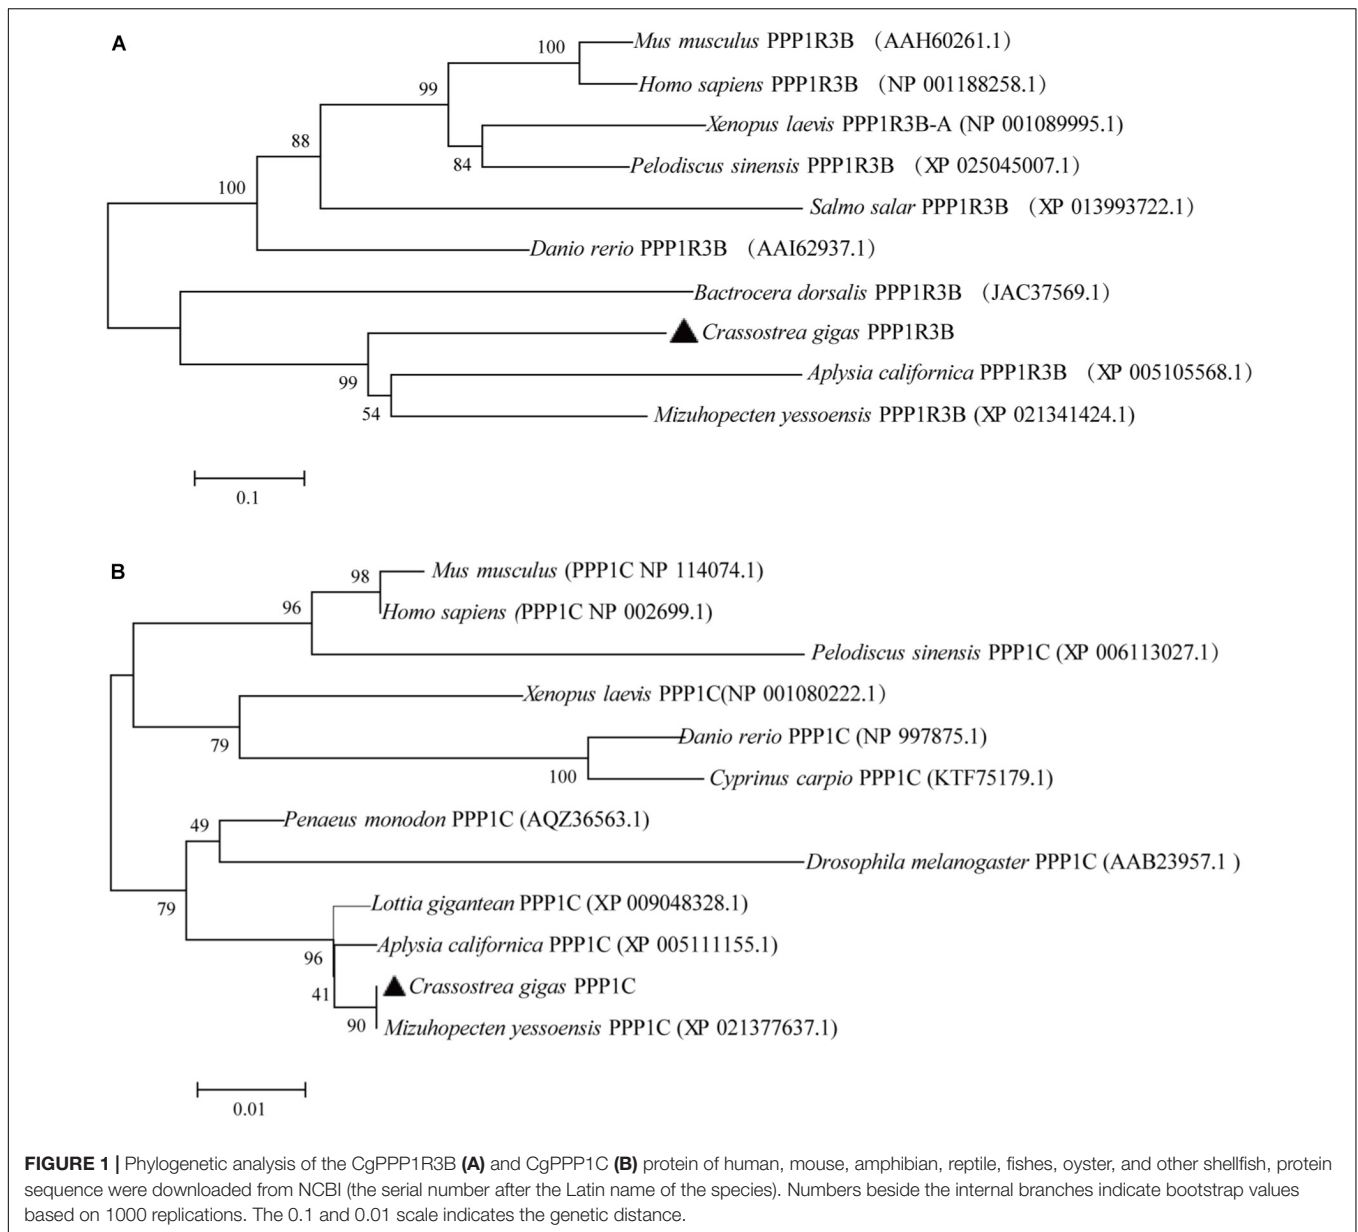 A
100
Mus musculus PPP1R3B (AAH60261.1)
99
Homo sapiens PPP1R3B (NP 001188258.1)
Xenopus laevis PPP1R3B-A (NP 001089995.1)
88
84
Pelodiscus sinensis PPP1R3B (XP 025045007.1)
100
Salmo salar PPP1R3B (XP 013993722.1)
Danio rerio PPP1R3B (AAI62937.1)
Bactrocera dorsalis PPP1R3B (JAC37569.1)
Crassostrea gigas PPP1R3B
99
Aplysia californica PPP1R3B (XP 005105568.1)
54
Mizuhopecten yessoensis PPP1R3B (XP 021341424.1)
0.1
B
98
Mus musculus (PPP1C NP 114074.1)
96
Homo sapiens (PPP1C NP 002699.1)
Pelodiscus sinensis PPP1C (XP 006113027.1)
Xenopus laevis PPP1C(NP 001080222.1)
79
Danio rerio PPP1C (NP 997875.1)
100
Cyprinus carpio PPP1C (KTF75179.1)
49
Penaeus monodon PPP1C (AQZ36563.1)
Drosophila melanogaster PPP1C (AAB23957.1 )
79
Lottia gigantean PPP1C (XP 009048328.1)
96
Aplysia californica PPP1C (XP 005111155.1)
41
Crassostrea gigas PPP1C
90
Mizuhopecten yessoensis PPP1C (XP 021377637.1)
0.01
FIGURE 1 | Phylogenetic analysis of the CgPPP1R3B (A) and CgPPP1C (B) protein of human, mouse, amphibian, reptile, fishes, oyster, and other shellfish, protein
sequence were downloaded from NCBI (the serial number after the Latin name of the species). Numbers beside the internal branches indicate bootstrap values
based on 1000 replications. The 0.1 and 0.01 scale indicates the genetic distance.